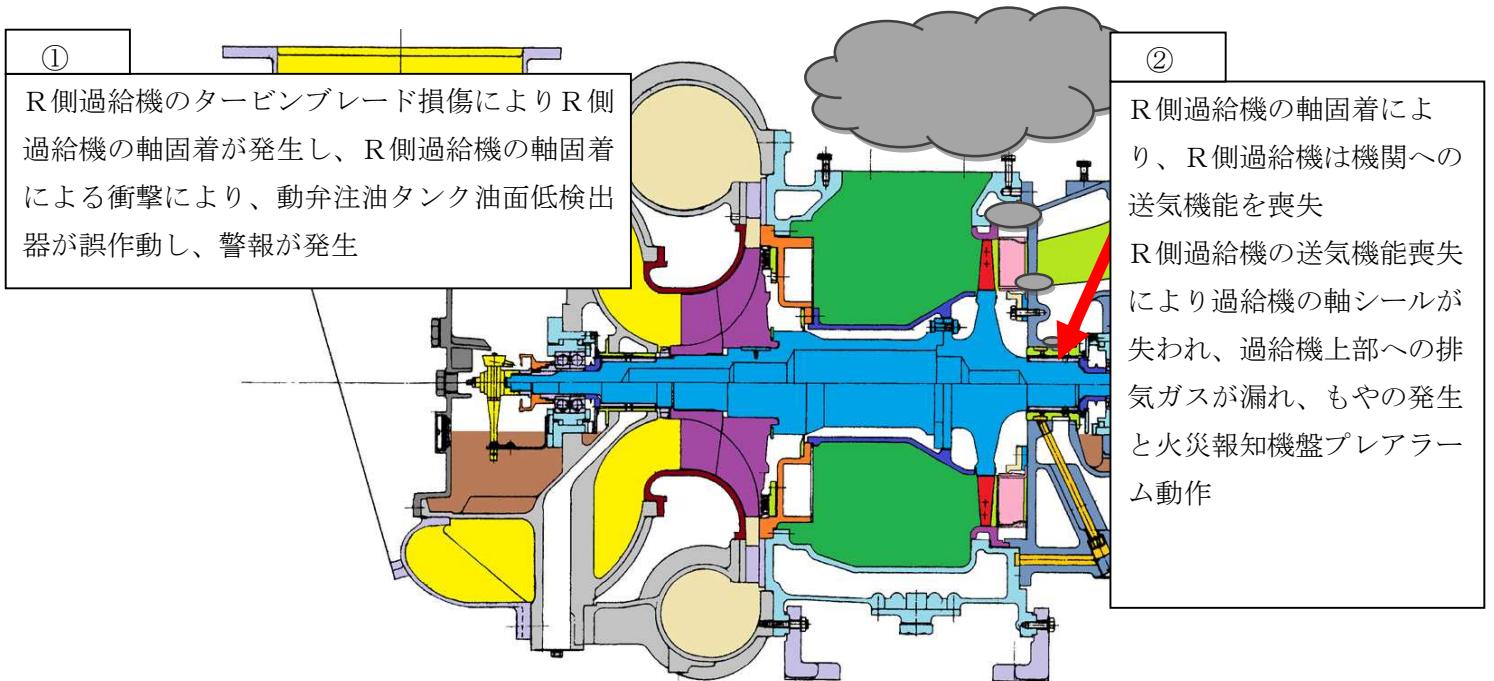 ①
R側過給機のタービンブレード損傷によりR側
過給機の軸固着が発生し、R側過給機の軸固着
による衝撃により、動弁注油タンク油面低検出
器が誤作動し、警報が発生
②
R側過給機の軸固着によ
り、R側過給機は機関への
送気機能を喪失
R側過給機の送気機能喪失
により過給機の軸シールが
失われ、過給機上部への排
気ガスが漏れ、もやの発生
と火災報知機盤プレアラー
ム動作